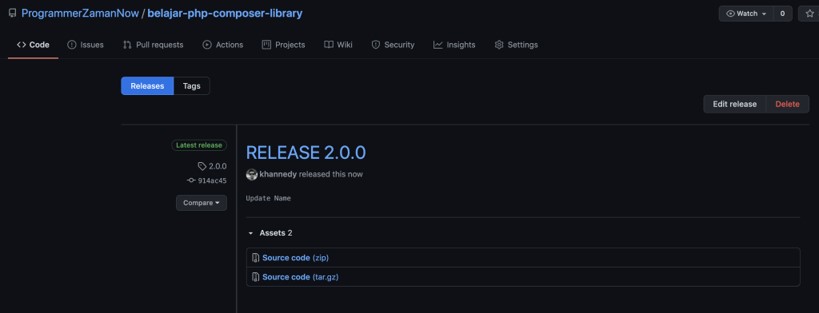 ProgrammerZamanNow / belajar-php-composer-library
Watch 0
Code Issues Pull requests Actions Projects Wiki Security Insights Settings
Releases Tags
Edit release Delete
Latest release
2.0.0
914ac45
Compare
RELEASE 2.0.0
khannedy released this now
Update Name
Assets 2
Source code (zip)
Source code (tar.gz)